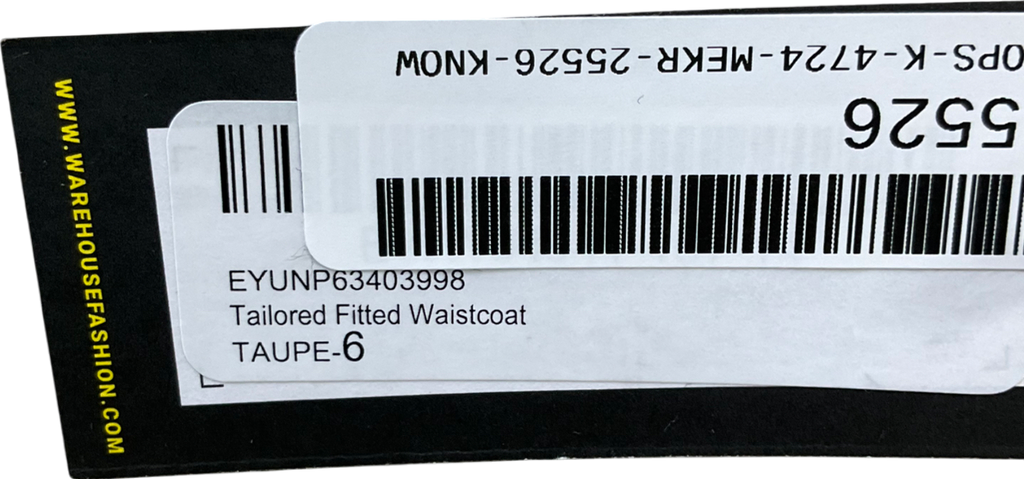 WWW.WAREHOUSEFASHION.COM
OPS-K-4724-MEKR-25526-KNOW
5526
EYUNP63403998
Tailored Fitted Waistcoat
TAUPE-6